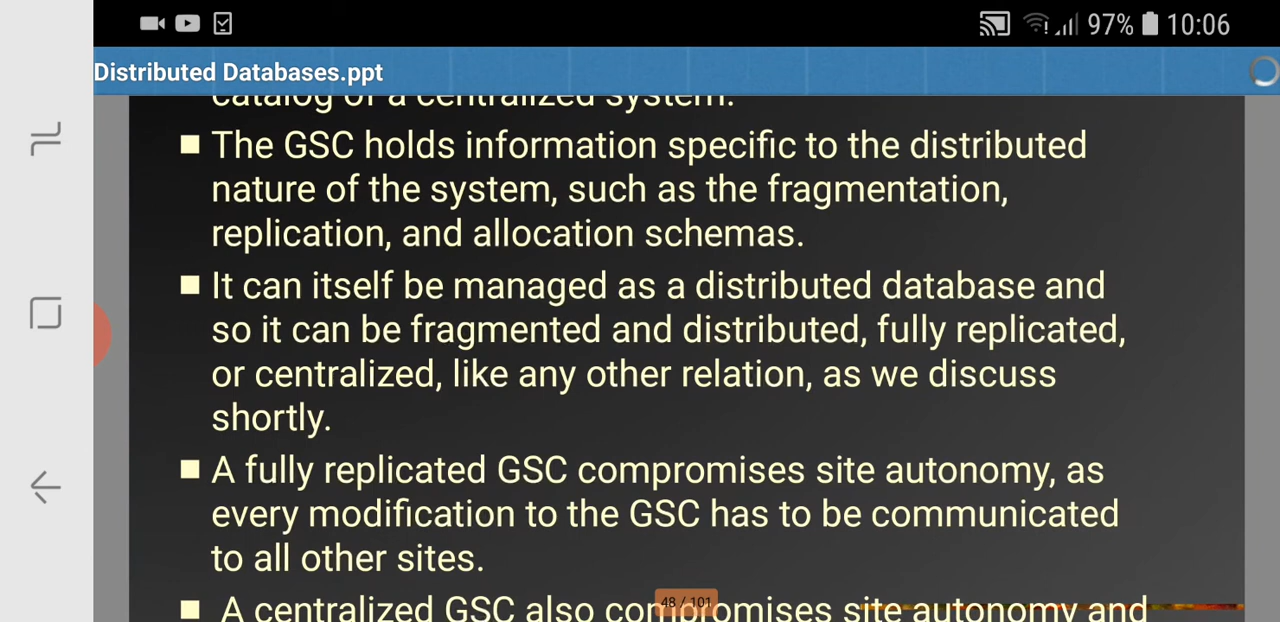 97% 10:06
Distributed Databases.ppt
catalog of a centralized system.
The GSC holds information specific to the distributed
nature of the system, such as the fragmentation,
replication, and allocation schemas.
It can itself be managed as a distributed database and
so it can be fragmented and distributed, fully replicated,
or centralized, like any other relation, as we discuss
shortly.
A fully replicated GSC compromises site autonomy, as
every modification to the GSC has to be communicated
to all other sites.
A centralized GSC also compromises site autonomy and
48 / 101